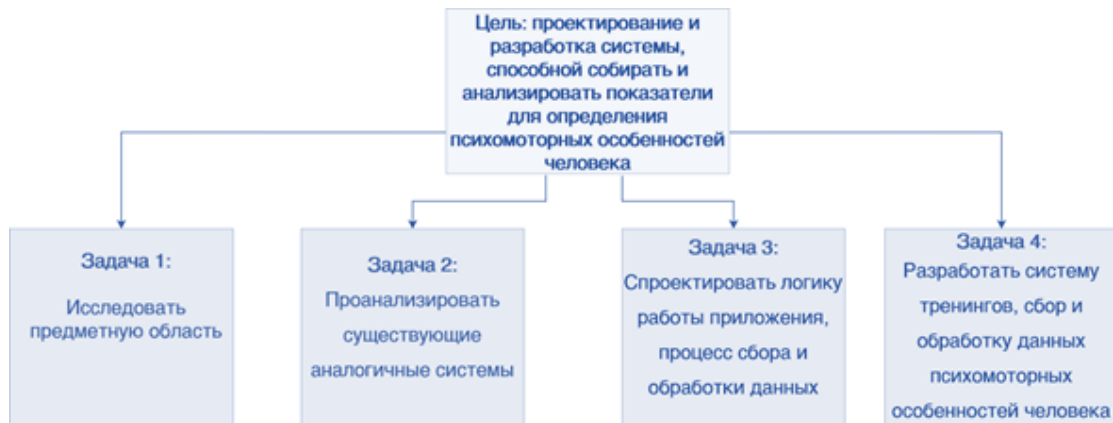 Цель: проектирование и
разработка системы,
способной собирать и
анализировать показатели
для определения
психомоторных особенностей
человека
Задача 1:
Исследовать
предметную область
Задача 2:
Проанализировать
существующие
аналогичные системы
Задача 3:
Спроектировать логику
работы приложения,
процесс сбора и
обработки данных
Задача 4:
Разработать систему
тренингов, сбор и
обработку данных
психомоторных
особенностей человека